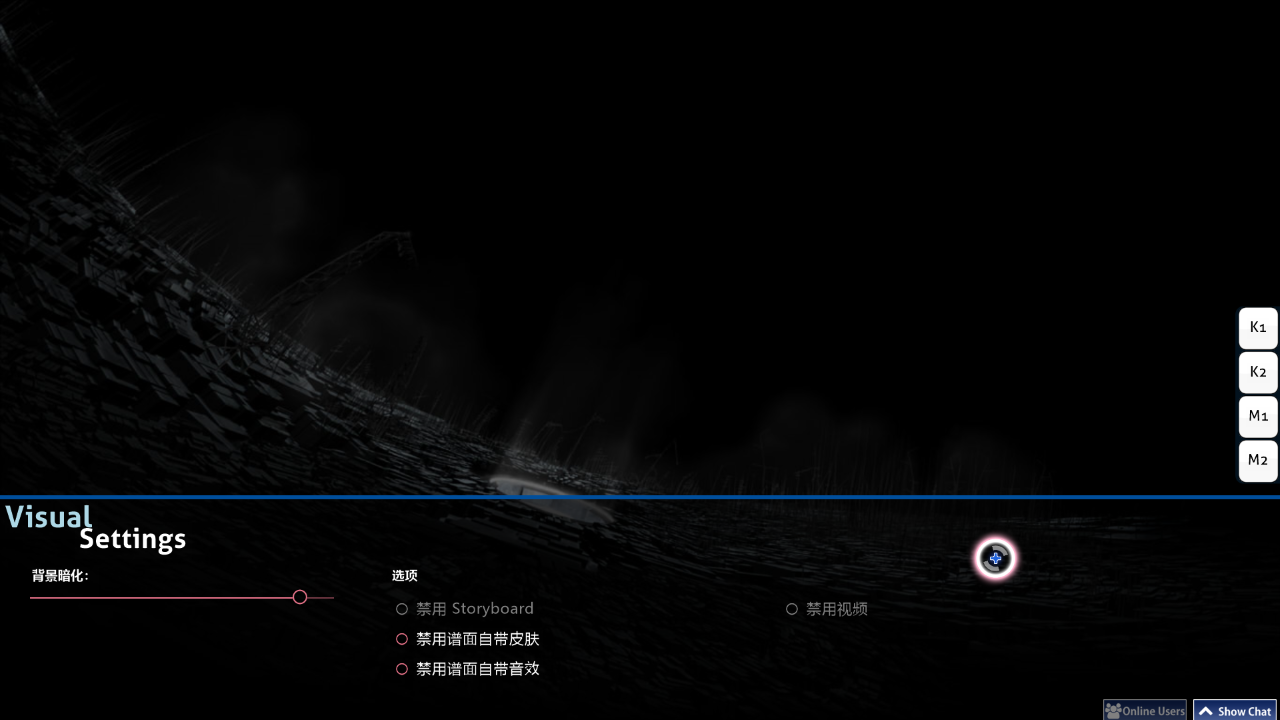 K1
K2
M1
M2
Visual
Settings
背景暗化:
选项
禁用 Storyboard
禁用视频
禁用谱面自带皮肤
禁用谱面自带音效
Online Users
Show Chat